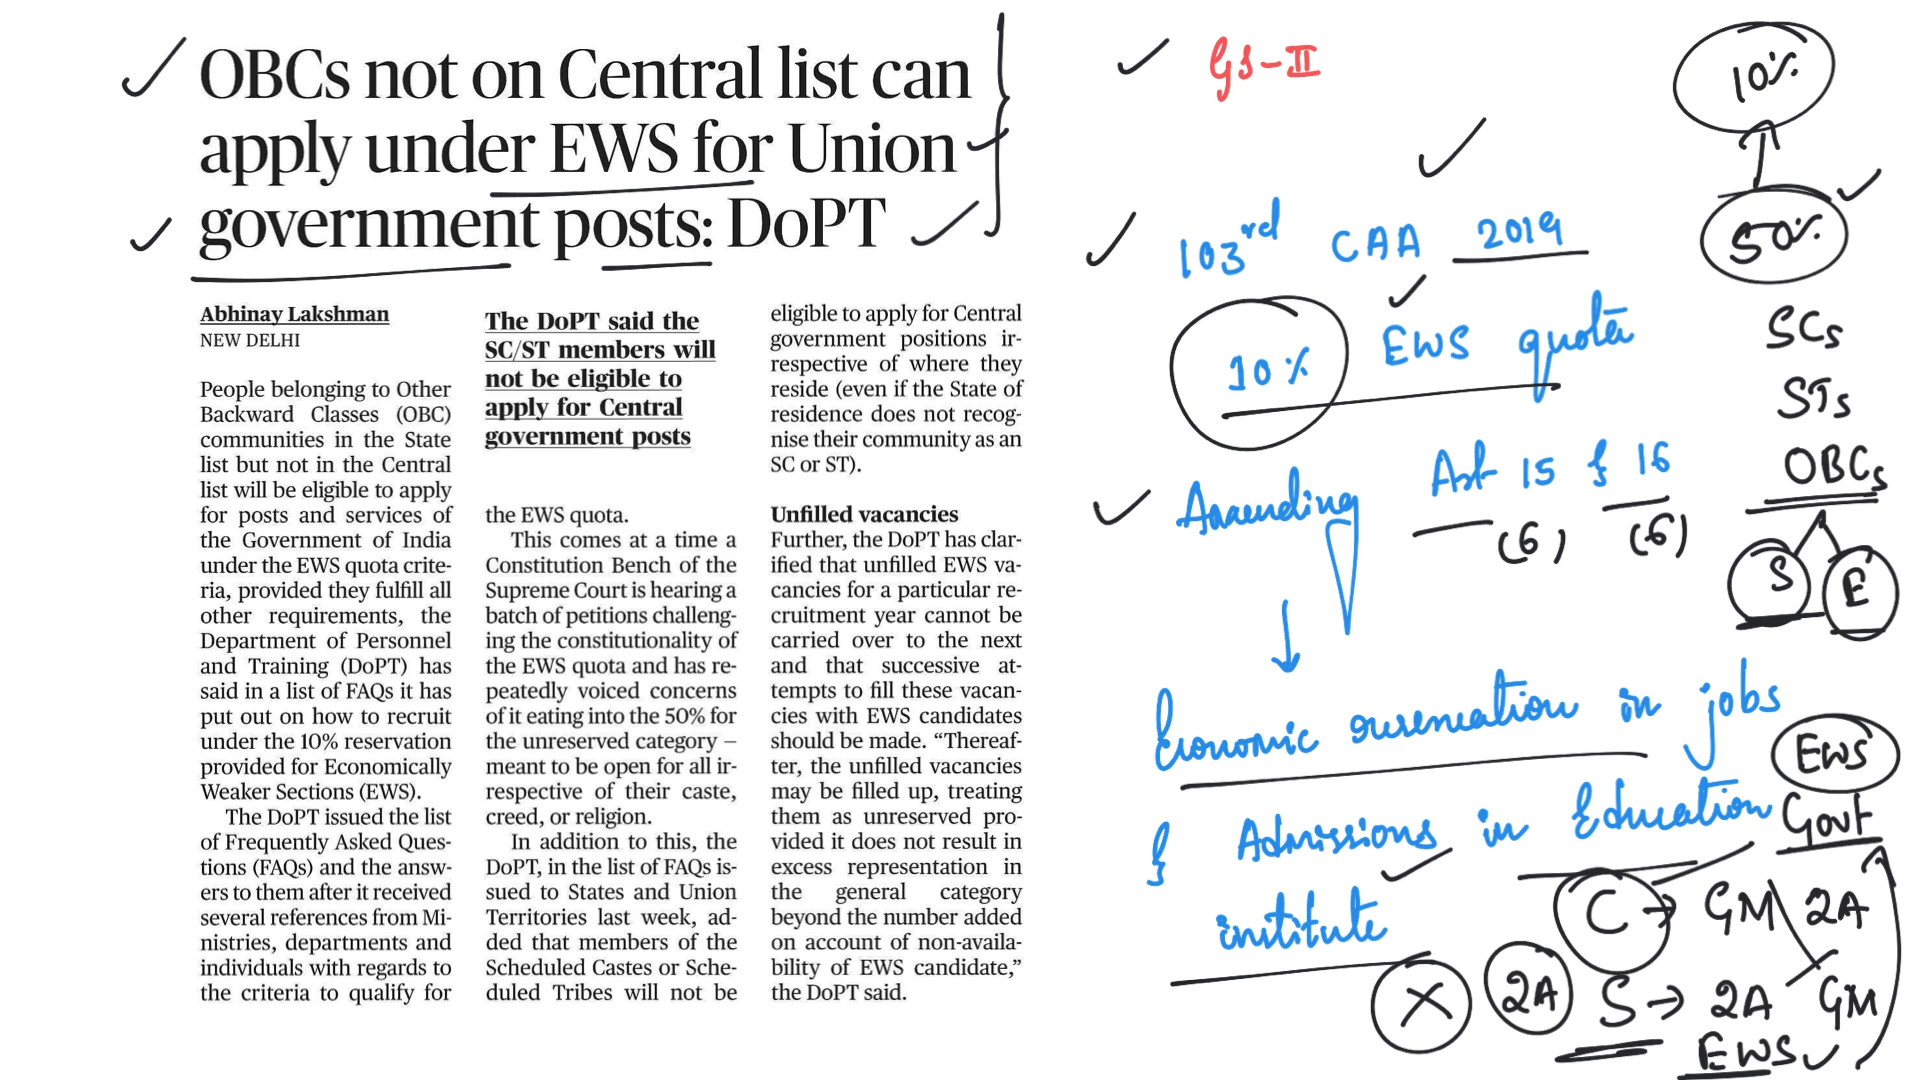 OBCs not on Central list can
apply under EWS for Union
government posts: DoPT
Abhinay Lakshman
NEW DELHI
People belonging to Other
Backward Classes (OBC)
communities in the State
list but not in the Central
list will be eligible to apply
for posts and services of
the Government of India
under the EWS quota crite-
ria, provided they fulfill all
other requirements, the
Department of Personnel
and Training (DoPT) has
said in a list of FAQs it has
put out on how to recruit
under the 10% reservation
provided for Economically
Weaker Sections (EWS).
The DoPT issued the list
of Frequently Asked Ques-
tions (FAQs) and the answ-
ers to them after it received
several references from Mi-
nistries, departments and
individuals with regards to
the criteria to qualify for
The DoPT said the
SC/ST members will
not be eligible to
apply for Central
government posts
the EWS quota.
This comes at a time a
Constitution Bench of the
Supreme Court is hearing a
batch of petitions challeng-
ing the constitutionality of
the EWS quota and has re-
peatedly voiced concerns
of it eating into the 50% for
the unreserved category –
meant to be open for all ir-
respective of their caste,
creed, or religion.
In addition to this, the
DoPT, in the list of FAQs is-
sued to States and Union
Territories last week, ad-
ded that members of the
Scheduled Castes or Sche-
duled Tribes will not be
eligible to apply for Central
government positions ir-
respective of where they
reside (even if the State of
residence does not recog-
nise their community as an
SC or ST).
Unfilled vacancies
Further, the DoPT has clar-
ified that unfilled EWS va-
cancies for a particular re-
cruitment year cannot be
carried over to the next
and that successive at-
tempts to fill these vacan-
cies with EWS candidates
should be made. “Thereaf-
ter, the unfilled vacancies
may be filled up, treating
them as unreserved pro-
vided it does not result in
excess representation in
the general category
beyond the number added
on account of non-availa-
bility of EWS candidate,”
the DoPT said.
GS-II
103rd CAA 2019
10% EWS quota
Amending Art 15 & 16
(6) (6)
Economic reservation in jobs
& Admissions in Education
institute
10%
50%
SCs
STs
OBCs
S E
EWS
Govt
C → GM 2A
X 2A S → 2A GM
EWS